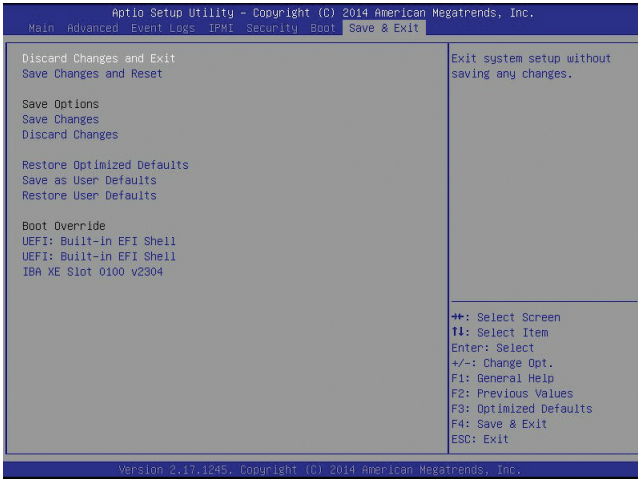 Aptio Setup Utility – Copyright (C) 2014 American Megatrends, Inc.
Main Advanced Event Logs IPMI Security Boot Save & Exit
Discard Changes and Exit
Save Changes and Reset
Save Options
Save Changes
Discard Changes
Restore Optimized Defaults
Save as User Defaults
Restore User Defaults
Boot Override
UEFI: Built-in EFI Shell
UEFI: Built-in EFI Shell
IBA XE Slot 0100 v2304
Exit system setup without
saving any changes.
→←: Select Screen
↑↓: Select Item
Enter: Select
+/-: Change Opt.
F1: General Help
F2: Previous Values
F3: Optimized Defaults
F4: Save & Exit
ESC: Exit
Version 2.17.1245. Copyright (C) 2014 American Megatrends, Inc.